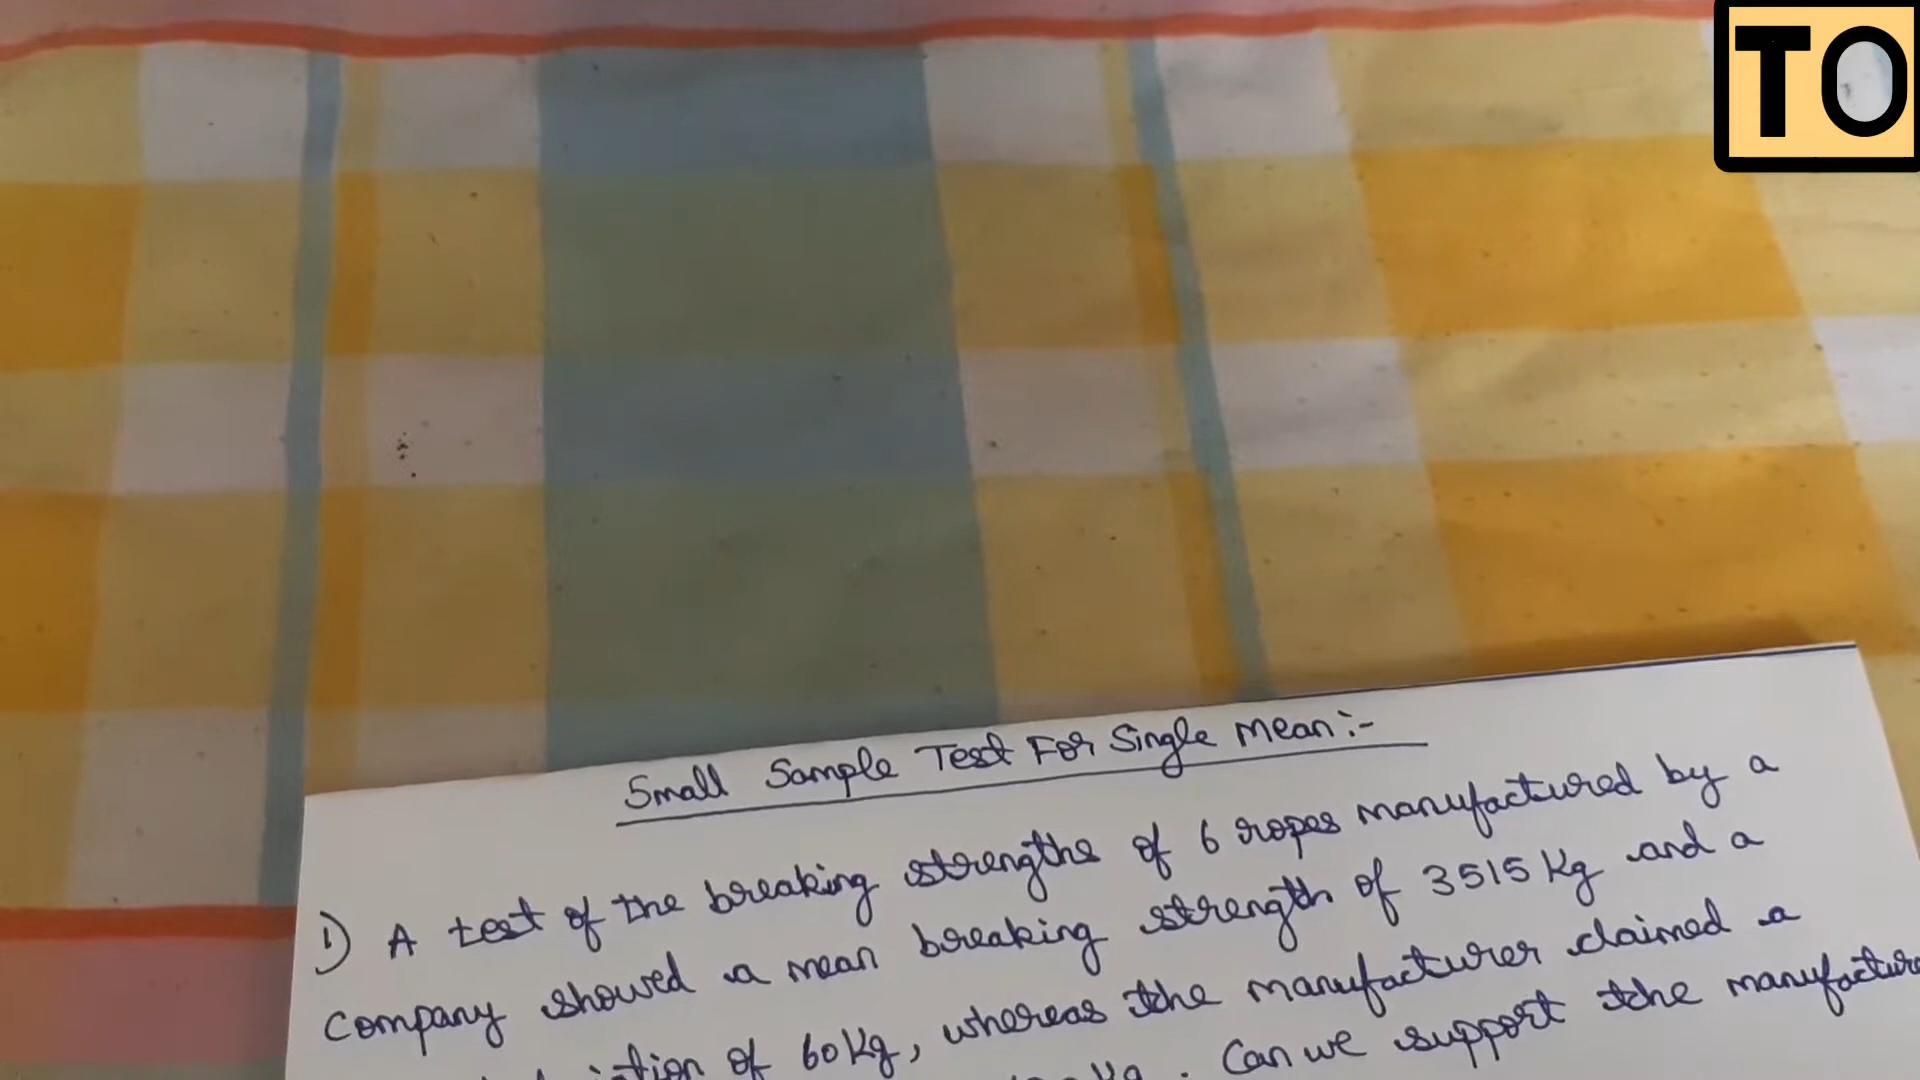 TO
Small Sample Test For Single Mean:-
1) A test of the breaking strengths of 6 ropes manufactured by a
company showed a mean breaking strength of 3515 kg and a
of 60kg, whereas the manufacturer claimed a
kg. Can we support the